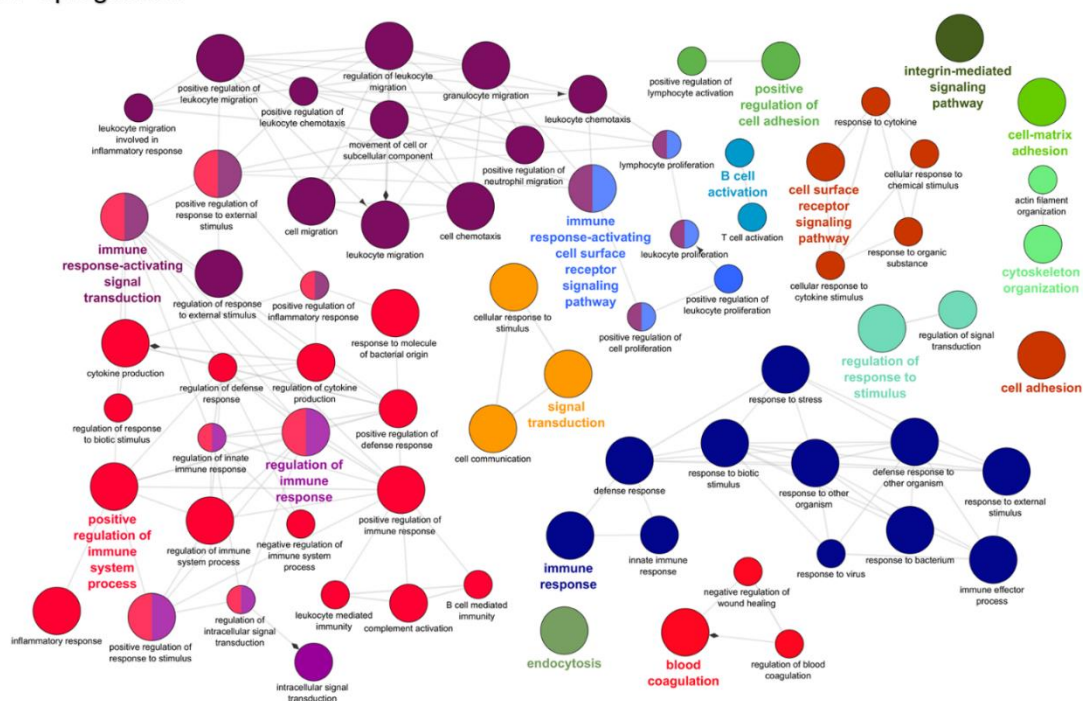 positive regulation of
leukocyte migration
regulation of leukocyte
migration
granulocyte migration
positive regulation of
lymphocyte activation
positive
regulation of
cell adhesion
integrin-mediated
signaling
pathway
leukocyte migration
involved in
inflammatory response
positive regulation
of leukocyte chemotaxis
leukocyte chemotaxis
response to cytokine
cell-matrix
adhesion
movement of cell or
subcellular component
positive regulation of
neutrophil migration
lymphocyte proliferation
B cell
activation
cell surface
receptor
signaling
pathway
cellular response to
chemical stimulus
actin filament
organization
positive regulation of
response to external
stimulus
cell migration
leukocyte migration
cell chemotaxis
immune
response-activating
cell surface
receptor
signaling
pathway
T cell activation
leukocyte proliferation
response to organic
substance
cellular response to
cytokine stimulus
cytoskeleton
organization
immune
response-activating
signal
transduction
regulation of response
to external stimulus
positive regulation of
inflammatory response
response to molecule
of bacterial origin
cellular response to
stimulus
positive regulation of
leukocyte proliferation
positive regulation of
cell proliferation
regulation of
response to
stimulus
regulation of signal
transduction
cell adhesion
cytokine production
regulation of defense
response
regulation of cytokine
production
signal
transduction
cell communication
response to stress
regulation of response
to biotic stimulus
regulation of innate
immune response
regulation of
immune
response
positive regulation of
defense response
defense response
response to biotic
stimulus
response to other
organism
defense response to
other organism
response to external
stimulus
positive
regulation of
immune
system
process
regulation of immune
system process
negative regulation of
immune system process
positive regulation of
immune response
immune
response
innate immune
response
response to virus
response to bacterium
immune effector
process
inflammatory response
positive regulation of
response to stimulus
regulation of
intracellular signal
transduction
leukocyte mediated
immunity
complement activation
B cell mediated
immunity
intracellular signal
transduction
endocytosis
negative regulation of
wound healing
blood
coagulation
regulation of blood
coagulation